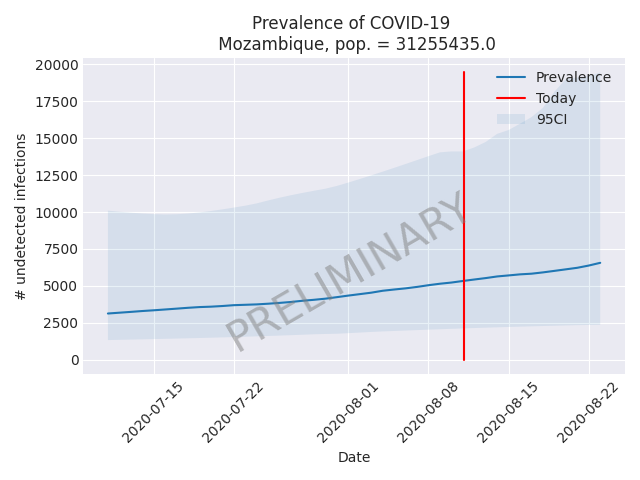 Prevalence of COVID-19
Mozambique, pop. = 31255435.0
20000
17500
15000
12500
10000
7500
5000
2500
0
# undetected infections
Prevalence
Today
95CI
PRELIMINARY
2020-07-15
2020-07-22
2020-08-01
2020-08-08
2020-08-15
2020-08-22
Date